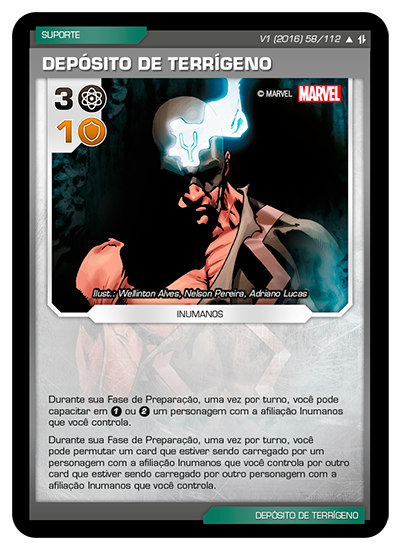 SUPORTE
V1 (2016) 58/112 ▲
DEPÓSITO DE TERRÍGENO
3
1
© MARVEL MARVEL
Ilust.: Wellinton Alves, Nelson Pereira, Adriano Lucas
INUMANOS
Durante sua Fase de Preparação, uma vez por turno, você pode
capacitar em 1 ou 2 um personagem com a afiliação Inumanos
que você controla.
Durante sua Fase de Preparação, uma vez por turno, você
pode permutar um card que estiver sendo carregado por um
personagem com a afiliação Inumanos que você controla por outro
card que estiver sendo carregado por outro personagem com a
afiliação Inumanos que você controla.
DEPÓSITO DE TERRÍGENO